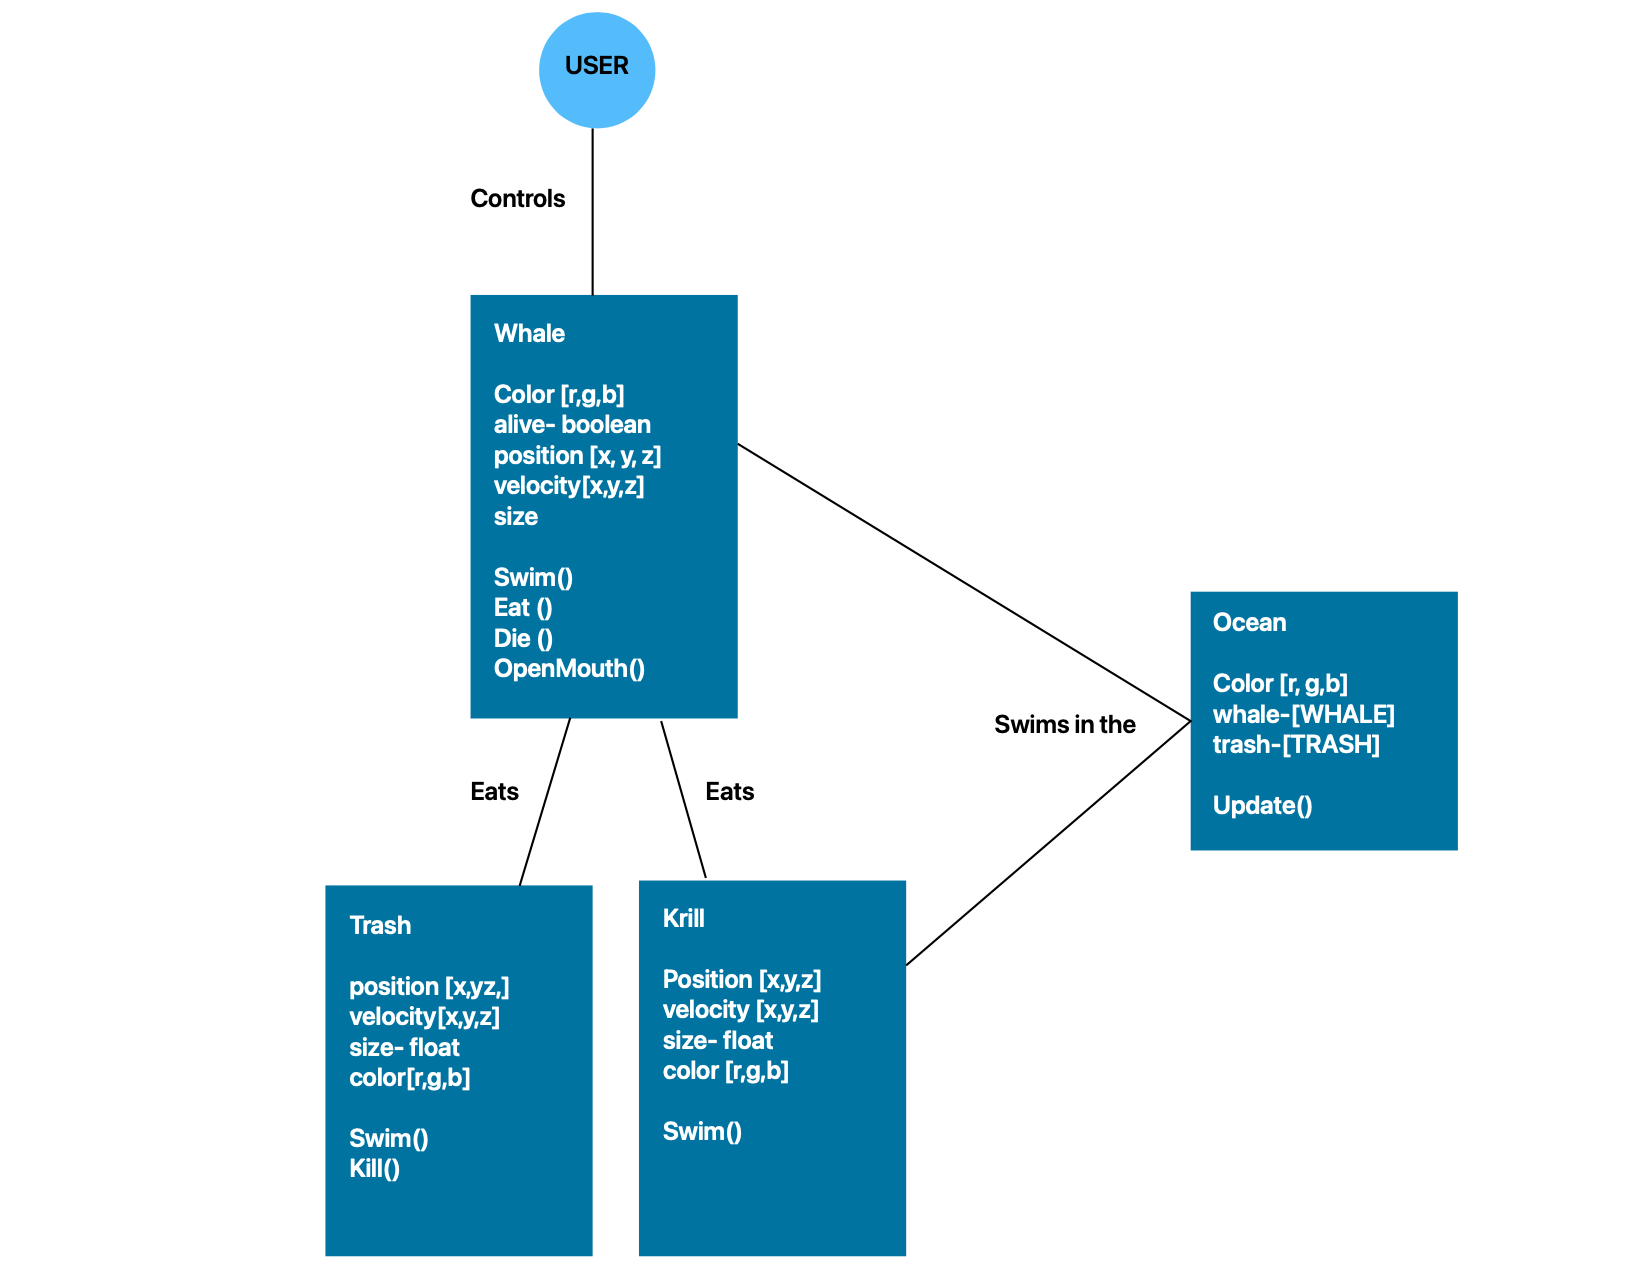 USER
Controls
Whale
Color [r,g,b]
alive- boolean
position [x, y, z]
velocity[x,y,z]
size
Swim()
Eat ()
Die ()
OpenMouth()
Ocean
Color [r, g,b]
whale-[WHALE]
trash-[TRASH]
Update()
Swims in the
Eats
Eats
Trash
position [x,yz,]
velocity[x,y,z]
size- float
color[r,g,b]
Swim()
Kill()
Krill
Position [x,y,z]
velocity [x,y,z]
size- float
color [r,g,b]
Swim()